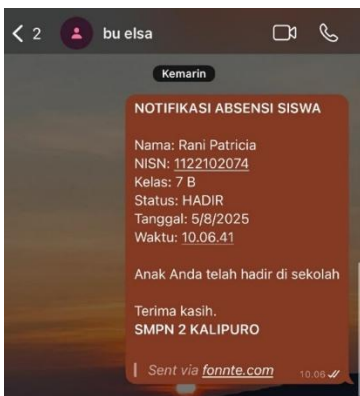 2 bu elsa
Kemarin
NOTIFIKASI ABSENSI SISWA
Nama: Rani Patricia
NISN: 1122102074
Kelas: 7 B
Status: HADIR
Tanggal: 5/8/2025
Waktu: 10.06.41
Anak Anda telah hadir di sekolah
Terima kasih.
SMPN 2 KALIPURO
Sent via fonnte.com
10.06